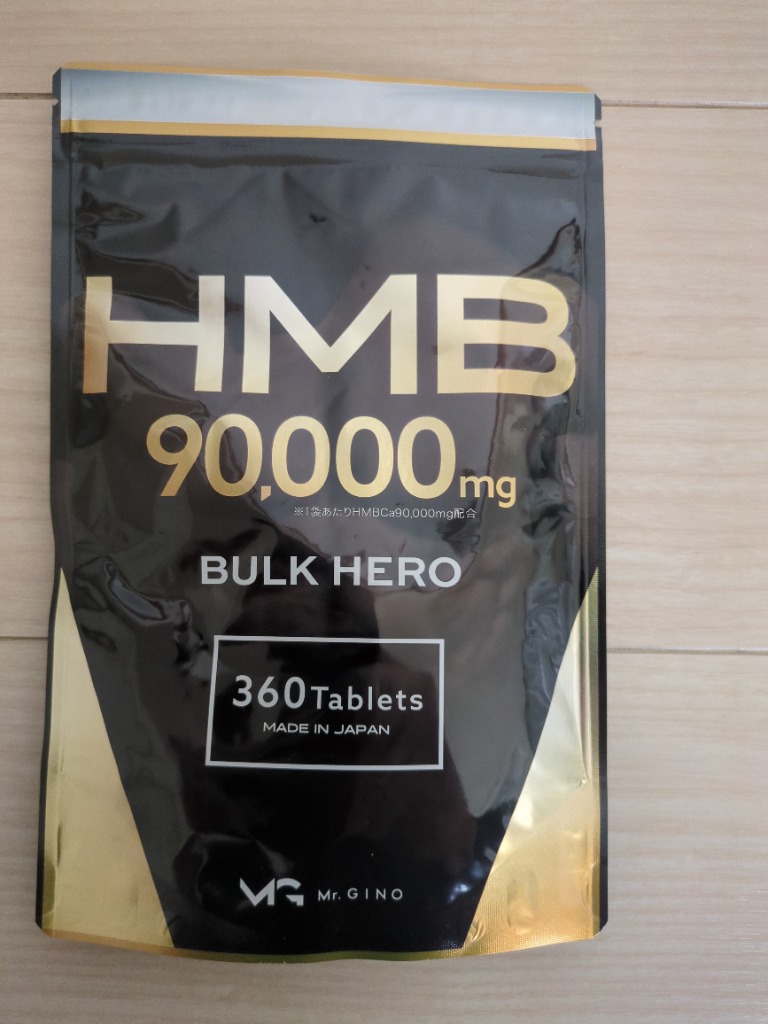 HMB
90,000mg
※1袋あたりHMBCa90,000mg配合
BULK HERO
360Tablets
MADE IN JAPAN
MG Mr.GINO